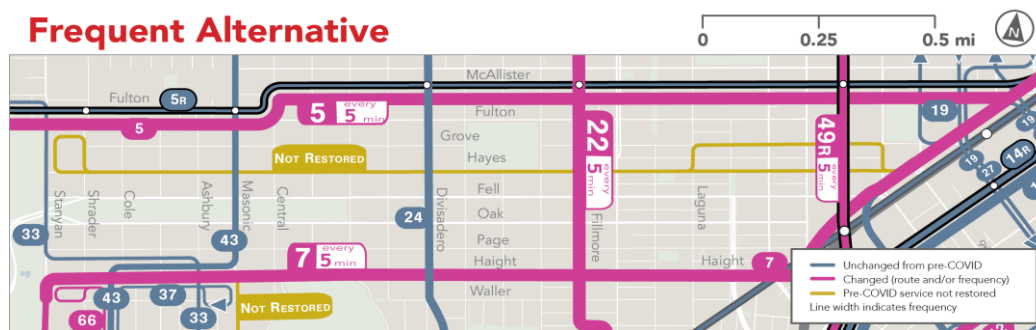 Frequent Alternative
0 0.25 0.5 mi
N
McAllister
Fulton
5R
5
5 every 5 min
Fulton
22 every 5 min
49R every 5 min
19
19
Grove
Hayes
NOT RESTORED
19
27
14R
Stanyan
Shrader
Cole
Ashbury
Masonic
Central
Divisadero
Fillmore
Laguna
Fell
Oak
Page
Haight
Haight
Waller
33
43
24
7 every 5 min
7
43
37
33
66
NOT RESTORED
Unchanged from pre-COVID
Changed (route and/or frequency)
Pre-COVID service not restored
Line width indicates frequency